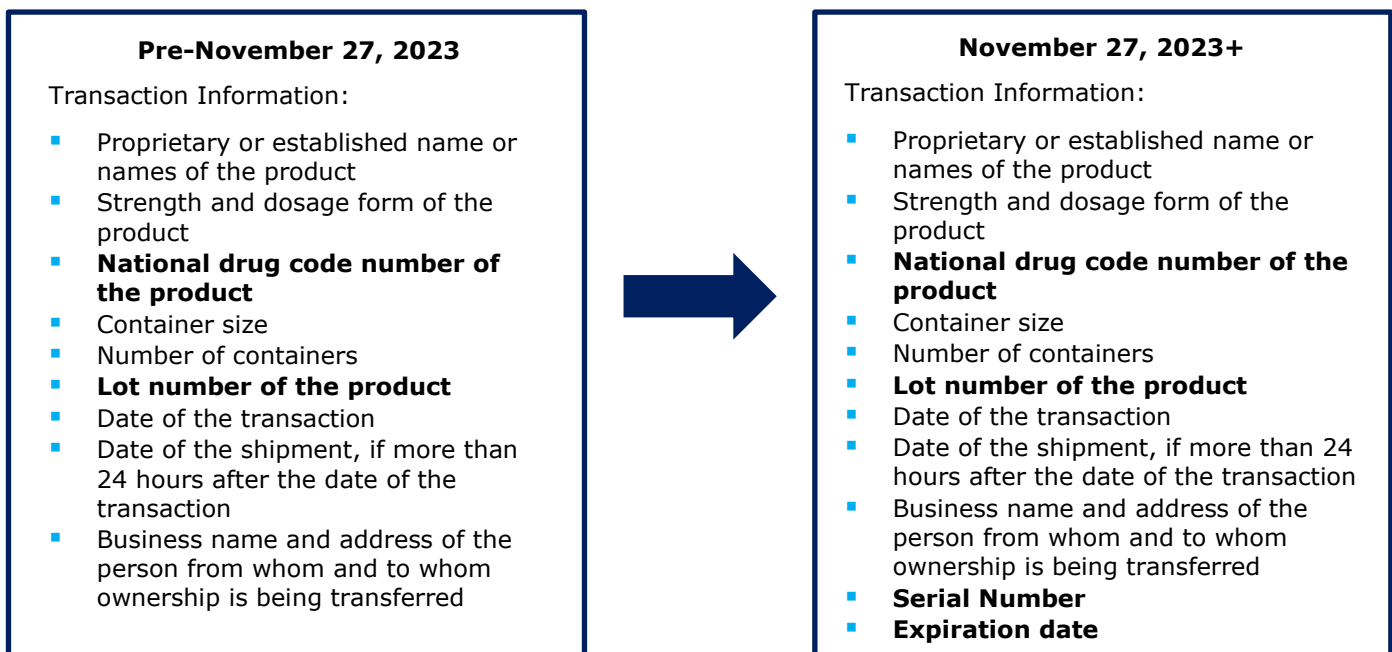 Pre–November 27, 2023
Transaction Information:
▪ Proprietary or established name or
names of the product
▪ Strength and dosage form of the
product
▪ National drug code number of
the product
▪ Container size
▪ Number of containers
▪ Lot number of the product
▪ Date of the transaction
▪ Date of the shipment, if more than
24 hours after the date of the
transaction
▪ Business name and address of the
person from whom and to whom
ownership is being transferred
November 27, 2023+
Transaction Information:
▪ Proprietary or established name or
names of the product
▪ Strength and dosage form of the
product
▪ National drug code number of the
product
▪ Container size
▪ Number of containers
▪ Lot number of the product
▪ Date of the transaction
▪ Date of the shipment, if more than 24
hours after the date of the transaction
▪ Business name and address of the
person from whom and to whom
ownership is being transferred
▪ Serial Number
▪ Expiration date